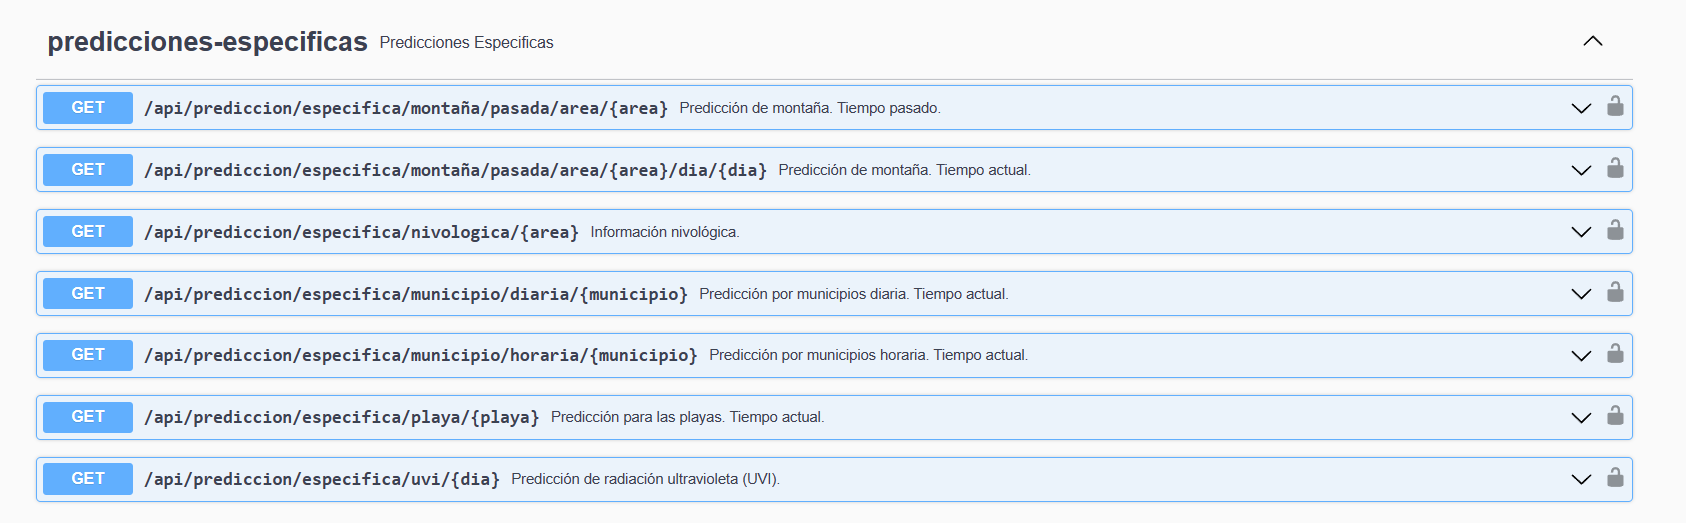 predicciones-especificas Predicciones Especificas
GET /api/prediccion/especifica/montaña/pasada/area/{area} Predicción de montaña. Tiempo pasado.
GET /api/prediccion/especifica/montaña/pasada/area/{area}/dia/{dia} Predicción de montaña. Tiempo actual.
GET /api/prediccion/especifica/nivologica/{area} Información nivológica.
GET /api/prediccion/especifica/municipio/diaria/{municipio} Predicción por municipios diaria. Tiempo actual.
GET /api/prediccion/especifica/municipio/horaria/{municipio} Predicción por municipios horaria. Tiempo actual.
GET /api/prediccion/especifica/playa/{playa} Predicción para las playas. Tiempo actual.
GET /api/prediccion/especifica/uvi/{dia} Predicción de radiación ultravioleta (UVI).